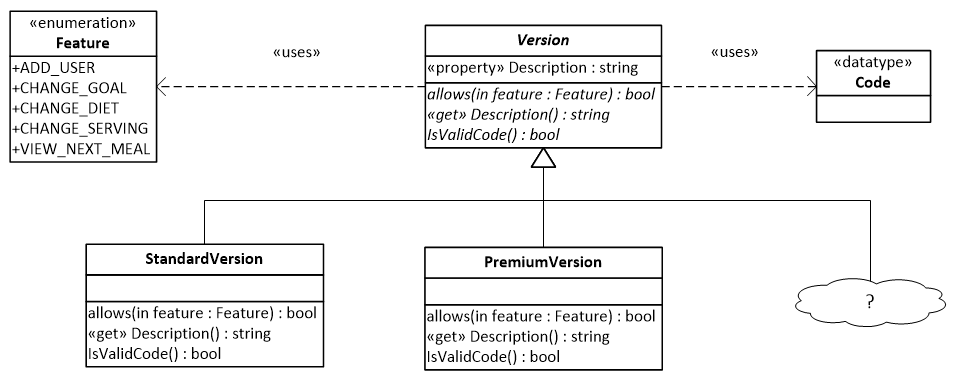 «enumeration»
Feature
+ADD_USER
+CHANGE_GOAL
+CHANGE_DIET
+CHANGE_SERVING
+VIEW_NEXT_MEAL
«uses»
Version
«property» Description : string
allows(in feature : Feature) : bool
«get» Description() : string
IsValidCode() : bool
«uses»
«datatype»
Code
StandardVersion
allows(in feature : Feature) : bool
«get» Description() : string
IsValidCode() : bool
PremiumVersion
allows(in feature : Feature) : bool
«get» Description() : string
IsValidCode() : bool
?